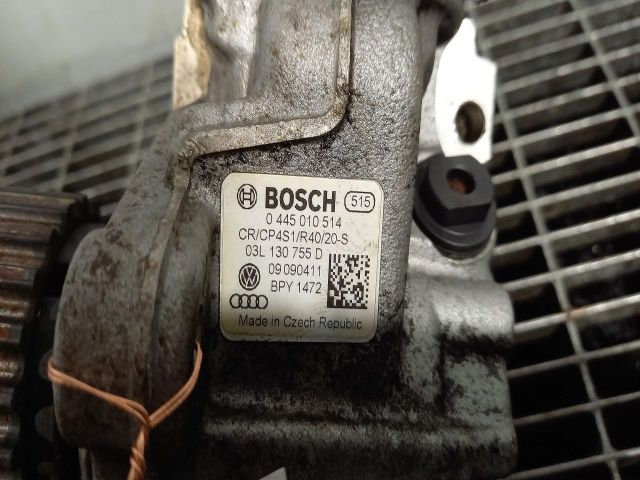 BOSCH 515
0 445 010 514
CR/CP4S1/R40/20-S
03L 130 755 D
09090411
BPY 1472
Made in Czech Republic